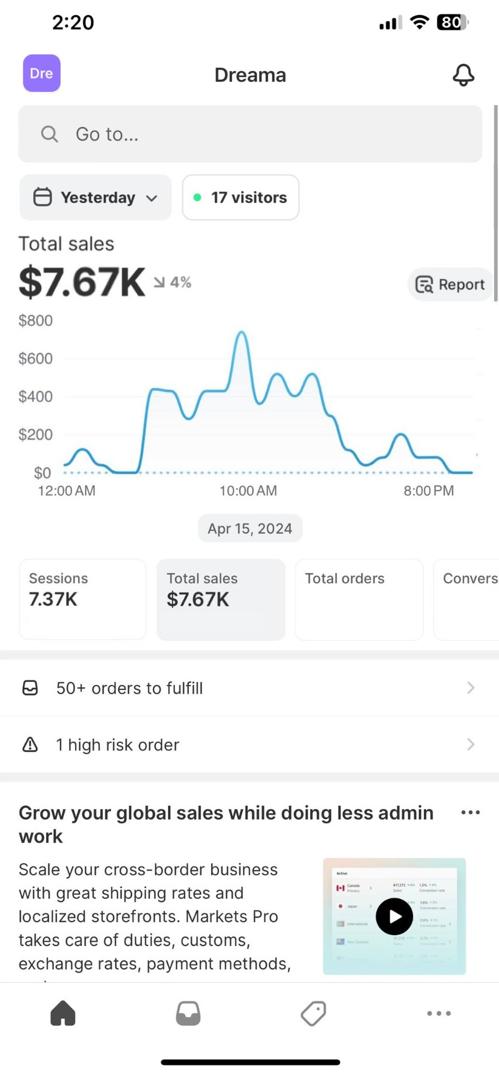 2:20
80
Dre
Dreama
Go to...
Yesterday
17 visitors
Total sales
$7.67K
4%
Report
$800
$600
$400
$200
$0
12:00 AM
10:00 AM
8:00 PM
Apr 15, 2024
Sessions
7.37K
Total sales
$7.67K
Total orders
Convers
50+ orders to fulfill
1 high risk order
Grow your global sales while doing less admin
work
Scale your cross-border business
with great shipping rates and
localized storefronts. Markets Pro
takes care of duties, customs,
exchange rates, payment methods,
Active
Canada
Japan
International